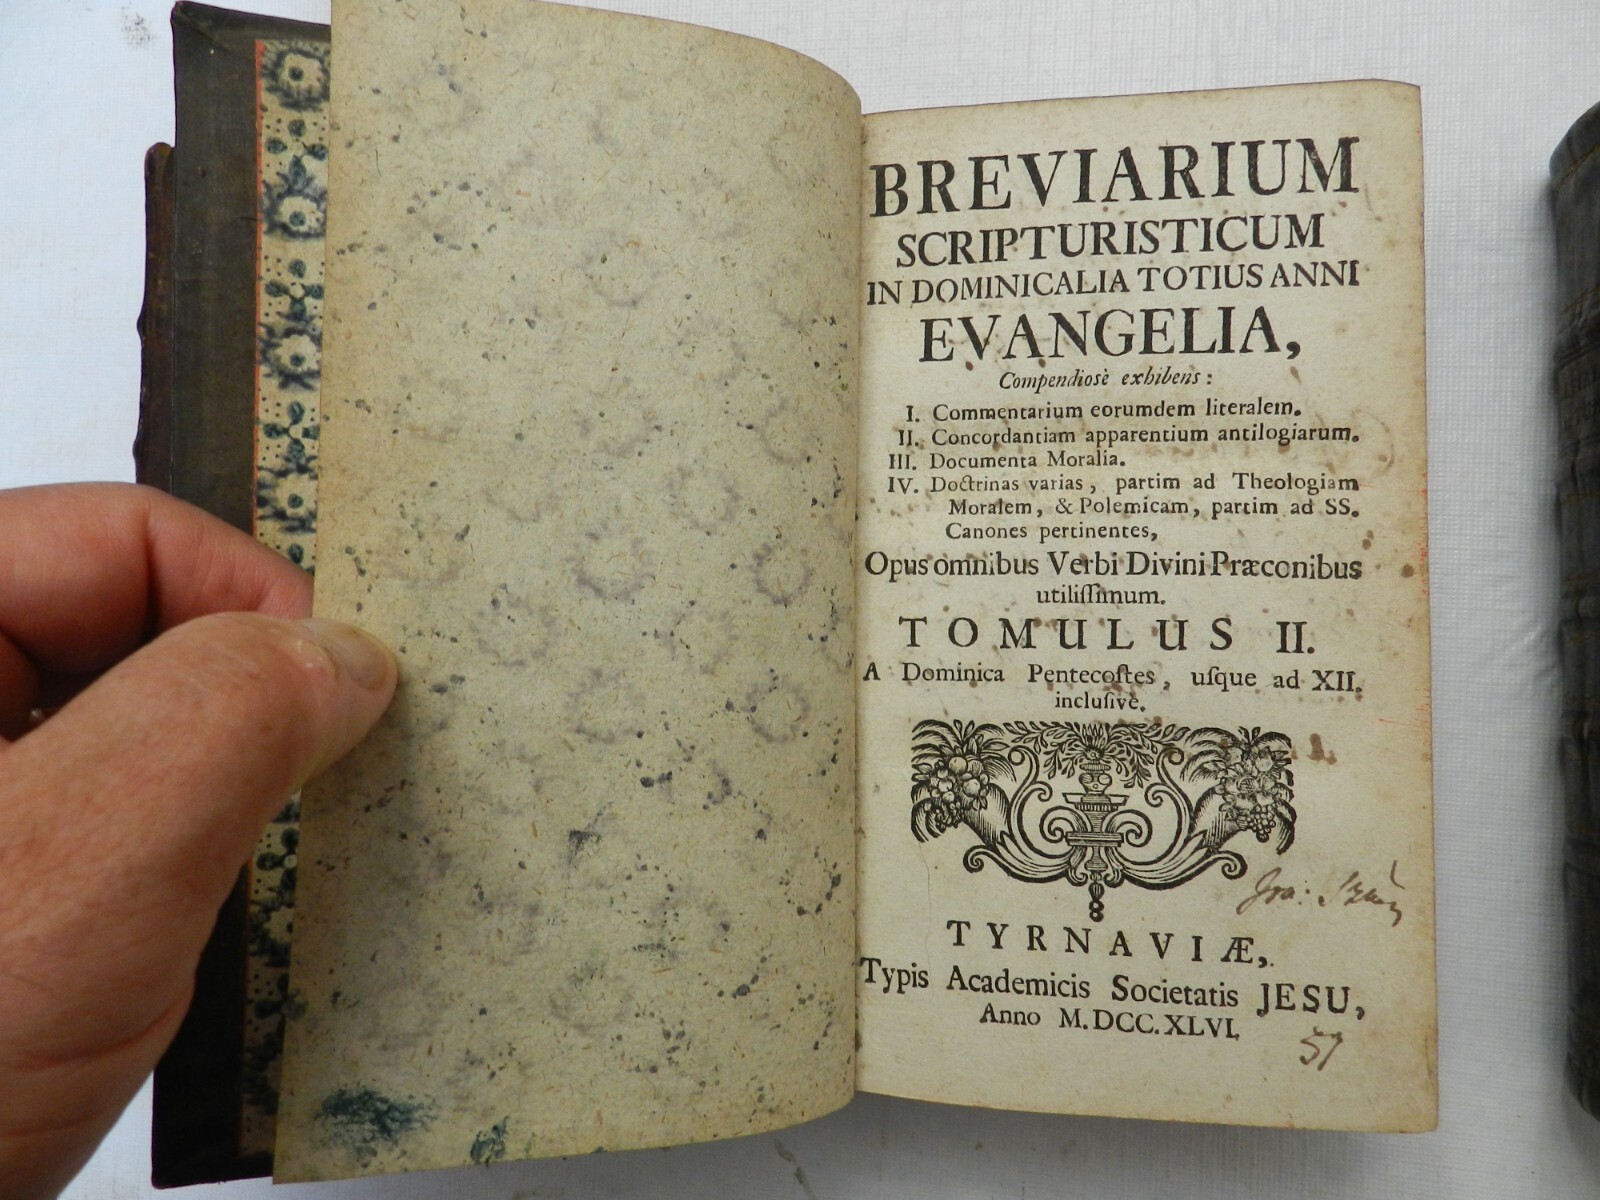 BREVIARIUM
SCRIPTURISTICUM
IN DOMINICALIA TOTIUS ANNI
EVANGELIA,
Compendiosè exhibens:
I. Commentarium eorumdem literalem.
II. Concordantiam apparentium antilogiarum.
III. Documenta Moralia.
IV. Doctrinas varias, partim ad Theologiam
Moralem, & Polemicam, partim ad SS.
Canones pertinentes,
Opus omnibus Verbi Divini Præconibus
utiliſſimum.
TOMULUS II.
A Dominica Pentecoſtes, uſque ad XII.
incluſivè.
TYRNAVIÆ,
Typis Academicis Societatis JESU,
Anno M.DCC.XLVI.
57